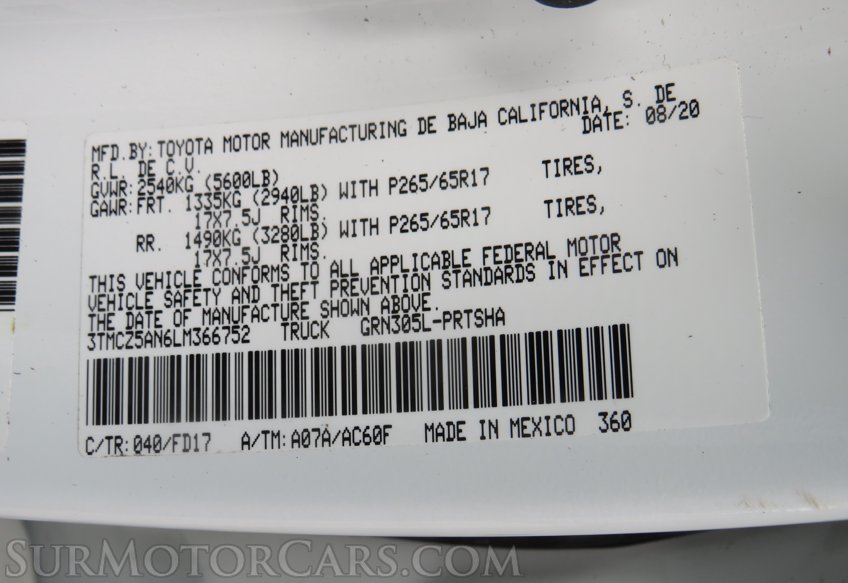 MFD.BY:TOYOTA MOTOR MANUFACTURING DE BAJA CALIFORNIA, S. DE
R.L. DE C.V. DATE: 08/20
GVWR:2540KG (5600LB)
GAWR:FRT. 1335KG (2940LB) WITH P265/65R17 TIRES,
17X7.5J RIMS.
RR. 1490KG (3280LB) WITH P265/65R17 TIRES,
17X7.5J RIMS.
THIS VEHICLE CONFORMS TO ALL APPLICABLE FEDERAL MOTOR
VEHICLE SAFETY AND THEFT PREVENTION STANDARDS IN EFFECT ON
THE DATE OF MANUFACTURE SHOWN ABOVE.
3TMCZ5AN6LM366752 TRUCK GRN305L-PRTSHA
C/TR:040/FD17 A/TM:A07A/AC60F MADE IN MEXICO 360
SurMotorCars.com